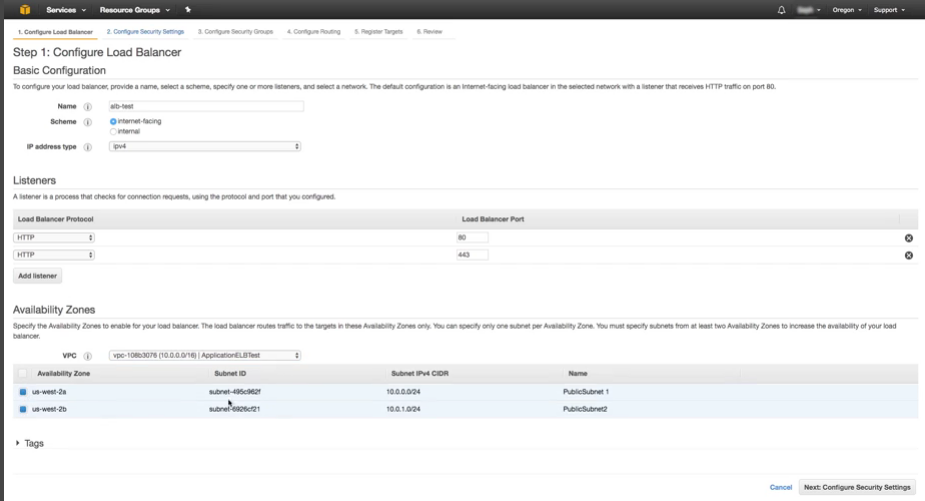 Services Resource Groups Oregon Support
1. Configure Load Balancer 2. Configure Security Settings 3. Configure Security Groups 4. Configure Routing 5. Register Targets 6. Review
Step 1: Configure Load Balancer
Basic Configuration
To configure your load balancer, provide a name, select a scheme, specify one or more listeners, and select a network. The default configuration is an Internet-facing load balancer in the selected network with a listener that receives HTTP traffic on port 80.
Name i alb-test
Scheme i internet-facing
internal
IP address type i ipv4
Listeners
A listener is a process that checks for connection requests, using the protocol and port that you configured.
Load Balancer Protocol Load Balancer Port
HTTP 80
HTTP 443
Add listener
Availability Zones
Specify the Availability Zones to enable for your load balancer. The load balancer routes traffic to the targets in these Availability Zones only. You can specify only one subnet per Availability Zone. You must specify subnets from at least two Availability Zones to increase the availability of your load
balancer.
VPC i vpc-108b3076 (10.0.0.0/16) | ApplicationELBTest
Availability Zone Subnet ID Subnet IPv4 CIDR Name
us-west-2a subnet-495c962f 10.0.0.0/24 PublicSubnet 1
us-west-2b subnet-6926cf21 10.0.1.0/24 PublicSubnet2
Tags
Cancel Next: Configure Security Settings